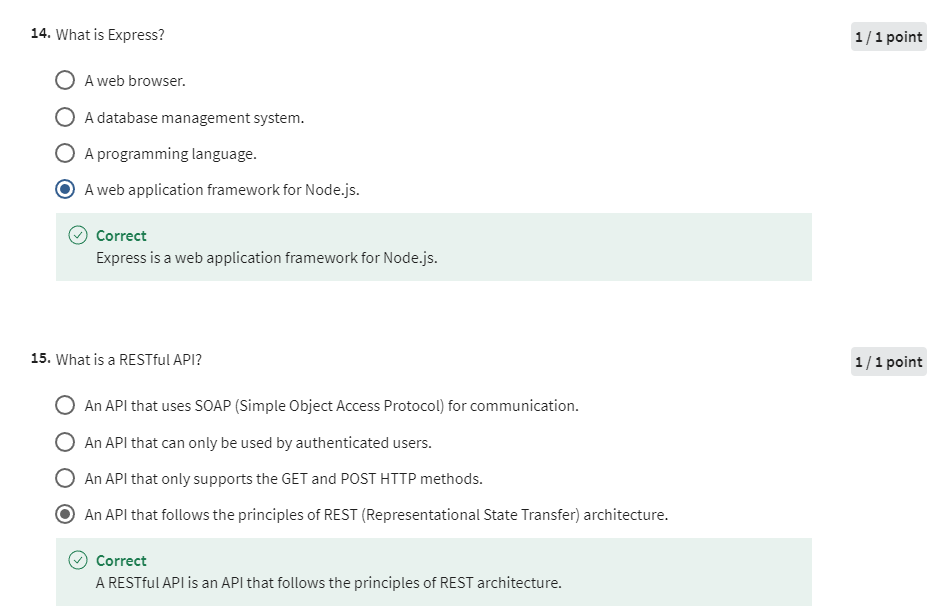 14. What is Express?
1 / 1 point
A web browser.
A database management system.
A programming language.
A web application framework for Node.js.
Correct
Express is a web application framework for Node.js.
15. What is a RESTful API?
1 / 1 point
An API that uses SOAP (Simple Object Access Protocol) for communication.
An API that can only be used by authenticated users.
An API that only supports the GET and POST HTTP methods.
An API that follows the principles of REST (Representational State Transfer) architecture.
Correct
A RESTful API is an API that follows the principles of REST architecture.